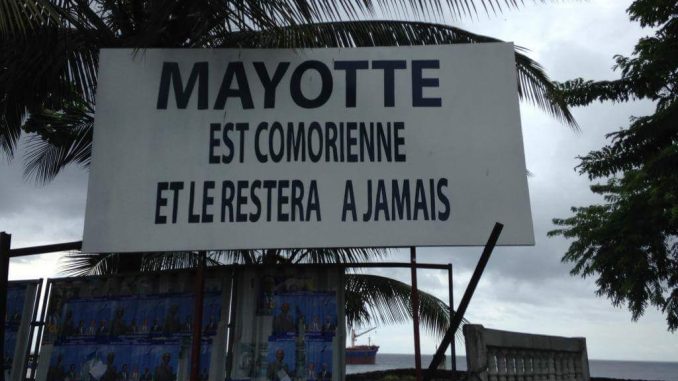 MAYOTTE
EST COMORIENNE
ET LE RESTERA A JAMAIS